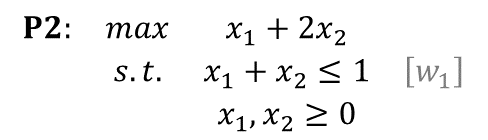 P2: max x₁ + 2x₂
s.t. x₁ + x₂ ≤ 1 [w₁]
x₁, x₂ ≥ 0